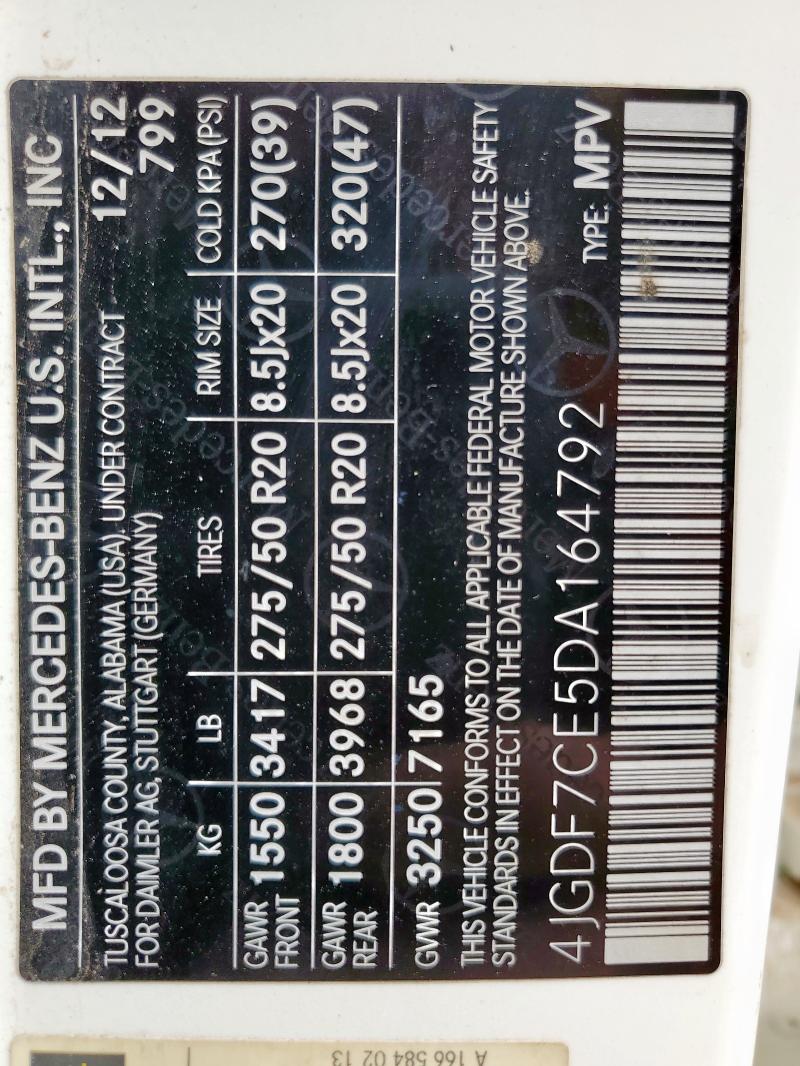 MFD BY MERCEDES-BENZ U.S. INTL., INC
TUSCALOOSA COUNTY, ALABAMA (USA), UNDER CONTRACT 12/12
FOR DAIMLER AG, STUTTGART (GERMANY) 799
KG LB TIRES RIM SIZE COLD KPA(PSI)
GAWR FRONT 1550 3417 275/50 R20 8.5Jx20 270(39)
GAWR REAR 1800 3968 275/50 R20 8.5Jx20 320(47)
GVWR 3250 7165
THIS VEHICLE CONFORMS TO ALL APPLICABLE FEDERAL MOTOR VEHICLE SAFETY
STANDARDS IN EFFECT ON THE DATE OF MANUFACTURE SHOWN ABOVE.
4JGDF7CE5DA164792 TYPE: MPV
A 166 584 02 13